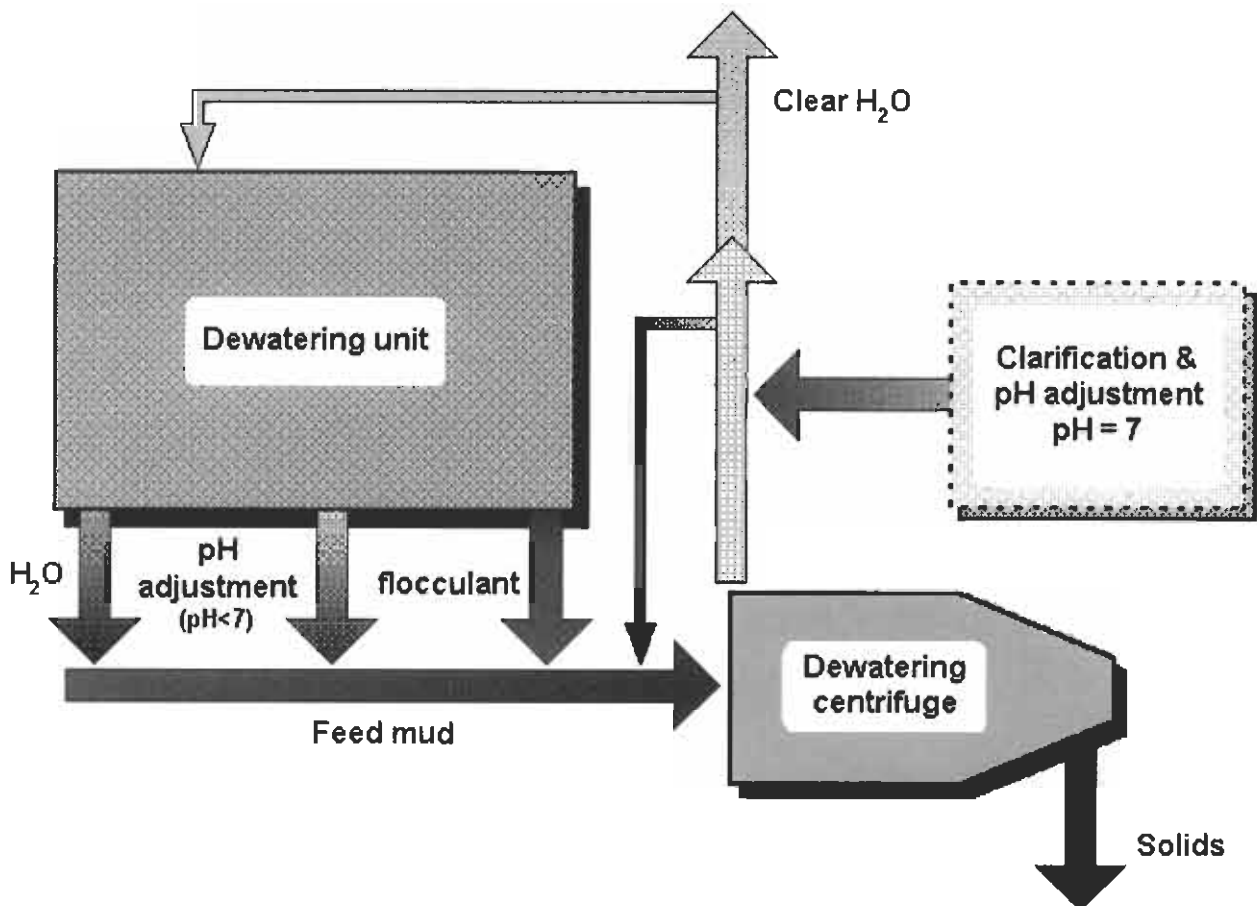 Clear H₂O
Dewatering unit
Clarification &
pH adjustment
pH = 7
H₂O
pH
adjustment
(pH<7)
flocculant
Dewatering
centrifuge
Feed mud
Solids